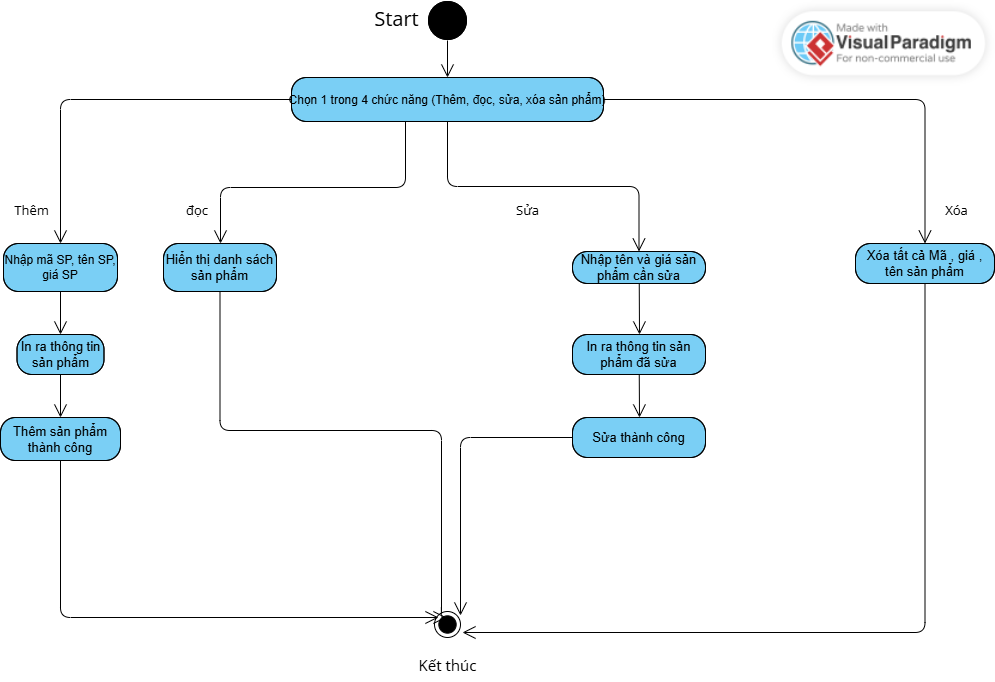 Start
Made with
Visual Paradigm
For non-commercial use
Chọn 1 trong 4 chức năng (Thêm, đọc, sửa, xóa sản phẩm)
Thêm
đọc
Sửa
Xóa
Nhập mã SP, tên SP,
giá SP
Hiển thị danh sách
sản phẩm
Nhập tên và giá sản
phẩm cần sửa
Xóa tất cả Mã , giá ,
tên sản phẩm
In ra thông tin
sản phẩm
In ra thông tin sản
phẩm đã sửa
Thêm sản phẩm
thành công
Sửa thành công
Kết thúc